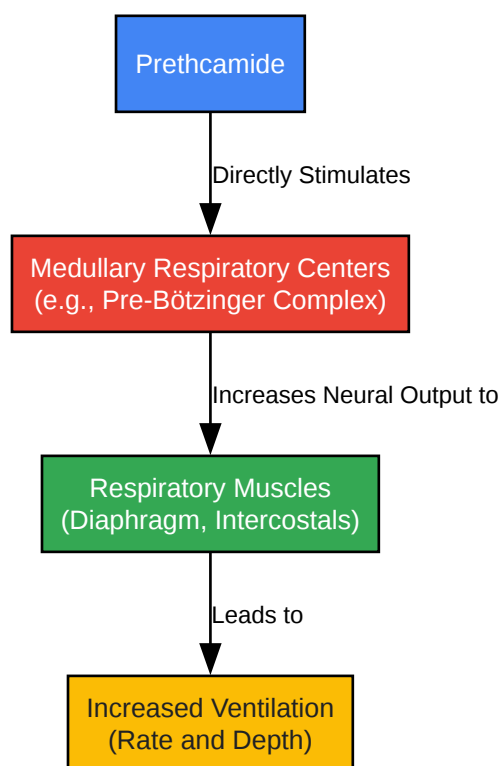 Prethcamide
Directly Stimulates
Medullary Respiratory Centers
(e.g., Pre-Bötzinger Complex)
Increases Neural Output to
Respiratory Muscles
(Diaphragm, Intercostals)
Leads to
Increased Ventilation
(Rate and Depth)